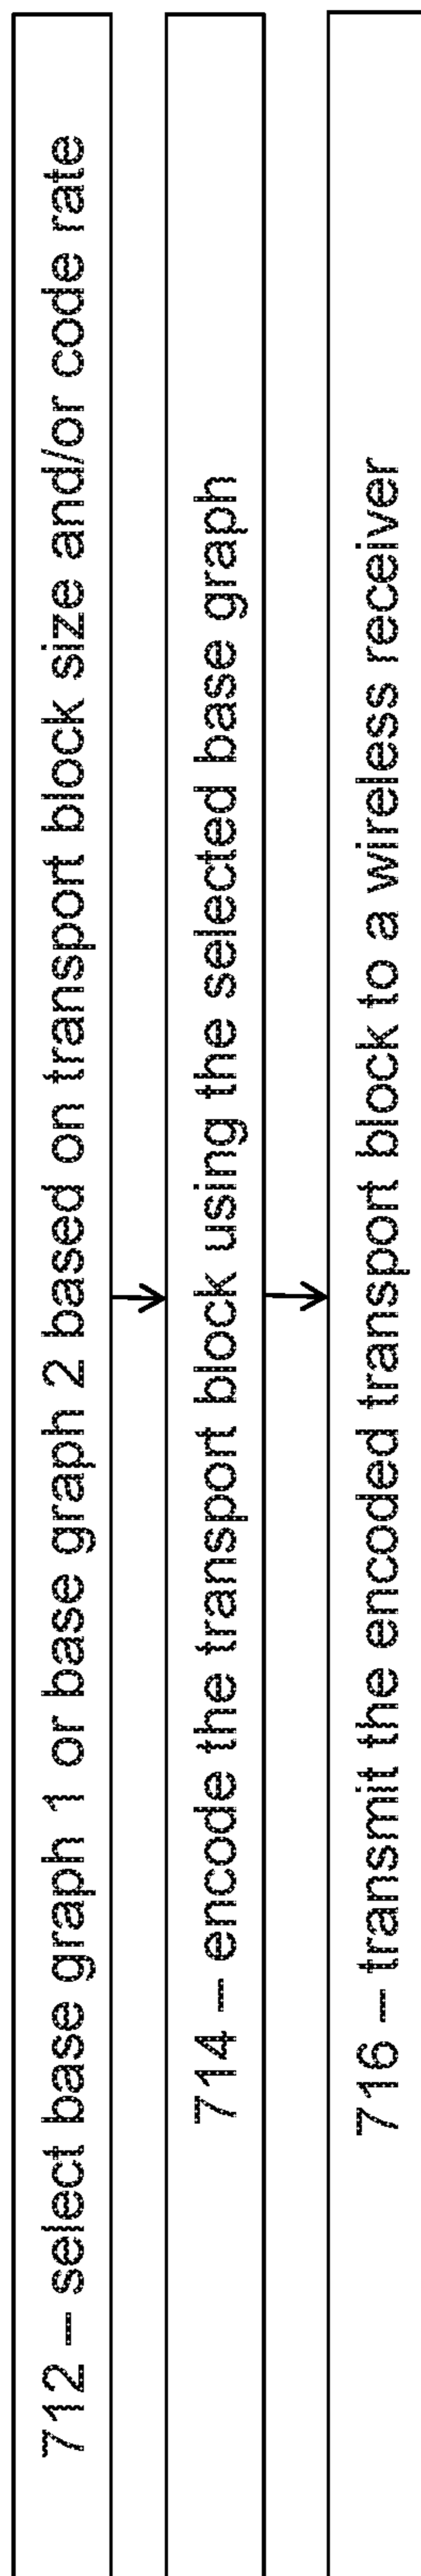 712 – select base graph 1 or base graph 2 based on transport block size and/or code rate
714 – encode the transport block using the selected base graph
716 – transmit the encoded transport block to a wireless receiver